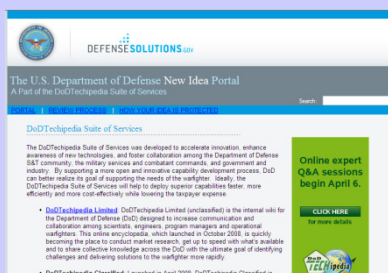 DEFENSESOLUTIONS.GOV
The U.S. Department of Defense New Idea Portal
A Part of the DoDTechipedia Suite of Services
Search:
PORTAL | REVIEW PROCESS | HOW YOUR IDEA IS PROTECTED
DoDTechipedia Suite of Services
The DoDTechipedia Suite of Services was developed to accelerate innovation, enhance
awareness of new technologies, and foster collaboration among the Department of Defense
S&T community, the military services and combatant commands, and government and
industry. By supporting a more open and innovative capability development process, DoD
can better realize its goal of supporting the needs of the warfighter. Ideally, the
DoDTechipedia Suite of Services will help to deploy superior capabilities faster, more
efficiently and more cost-effectively while lowering the taxpayer expense.
• DoDTechipedia Limited: DoDTechipedia Limited (unclassified) is the internal wiki for
the Department of Defense (DoD) designed to increase communication and
collaboration among scientists, engineers, program managers and operational
warfighters. This online encyclopedia, which launched in October 2008, is quickly
becoming the place to conduct market research, get up to speed with what's available
and to share collective knowledge across the DoD with the ultimate goal of identifying
challenges and delivering solutions to the warfighter more rapidly.
Online expert
Q&A sessions
begin April 6.
CLICK HERE
for more details
DoD
TECHipedia